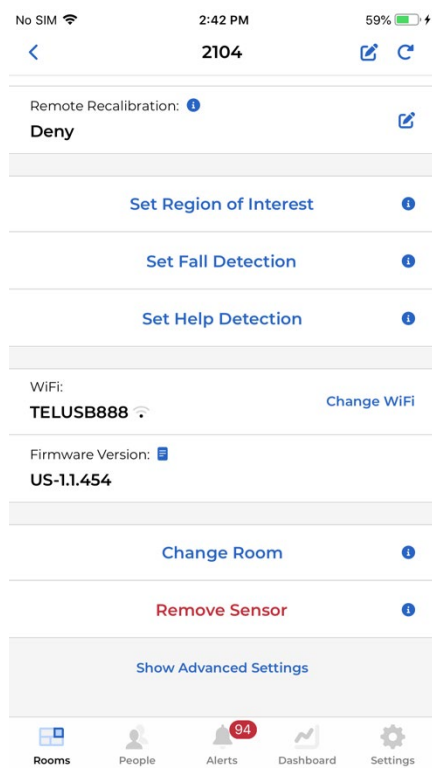 No SIM 2:42 PM 59%
2104
Remote Recalibration:
Deny
Set Region of Interest
Set Fall Detection
Set Help Detection
WiFi:
TELUSB888
Change WiFi
Firmware Version:
US-1.1.454
Change Room
Remove Sensor
Show Advanced Settings
94
Rooms People Alerts Dashboard Settings